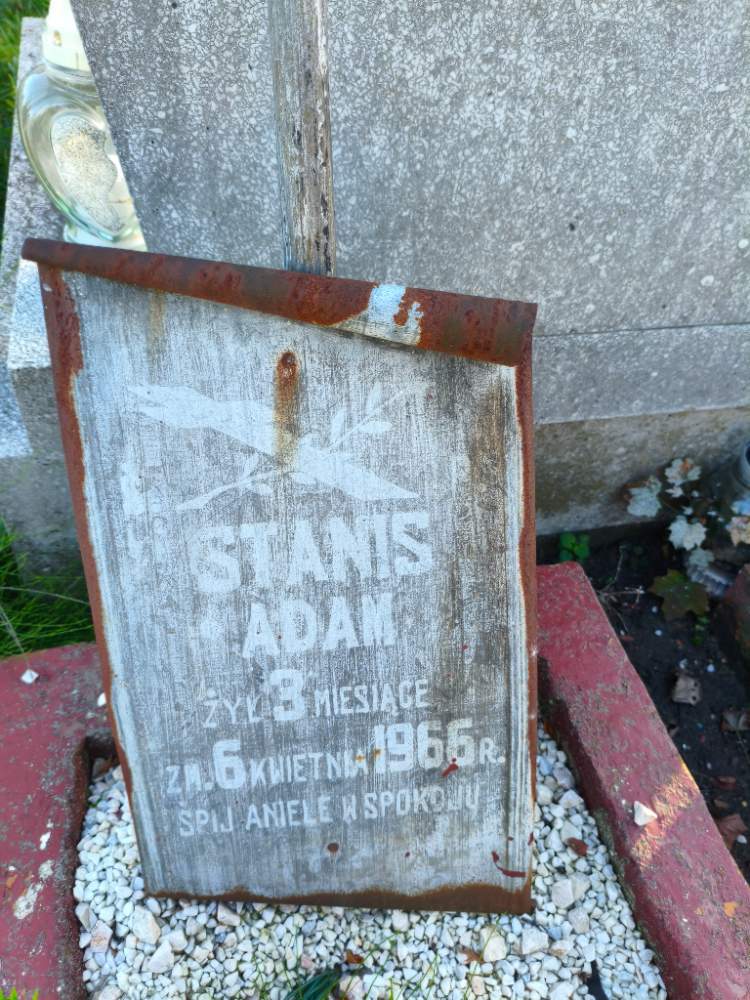 STANIS
ADAM
ŻYŁ 3 MIESIĄCE
ZM. 6 KWIETNIA 1966 R.
ŚPIJ ANIELE W SPOKOJU